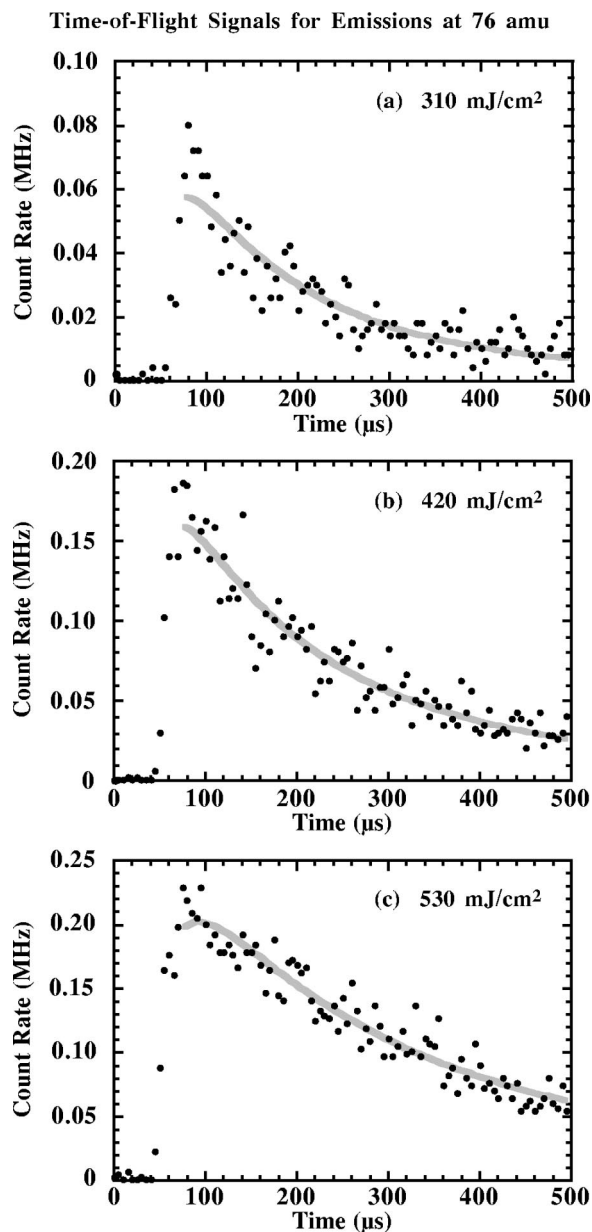 Time-of-Flight Signals for Emissions at 76 amu
0.10
0.08
0.06
0.04
0.02
0
Count Rate (MHz)
(a) 310 mJ/cm²
0 100 200 300 400 500
Time (µs)
0.20
0.15
0.10
0.05
0
Count Rate (MHz)
(b) 420 mJ/cm²
0 100 200 300 400 500
Time (µs)
0.25
0.20
0.15
0.10
0.05
0
Count Rate (MHz)
(c) 530 mJ/cm²
0 100 200 300 400 500
Time (µs)